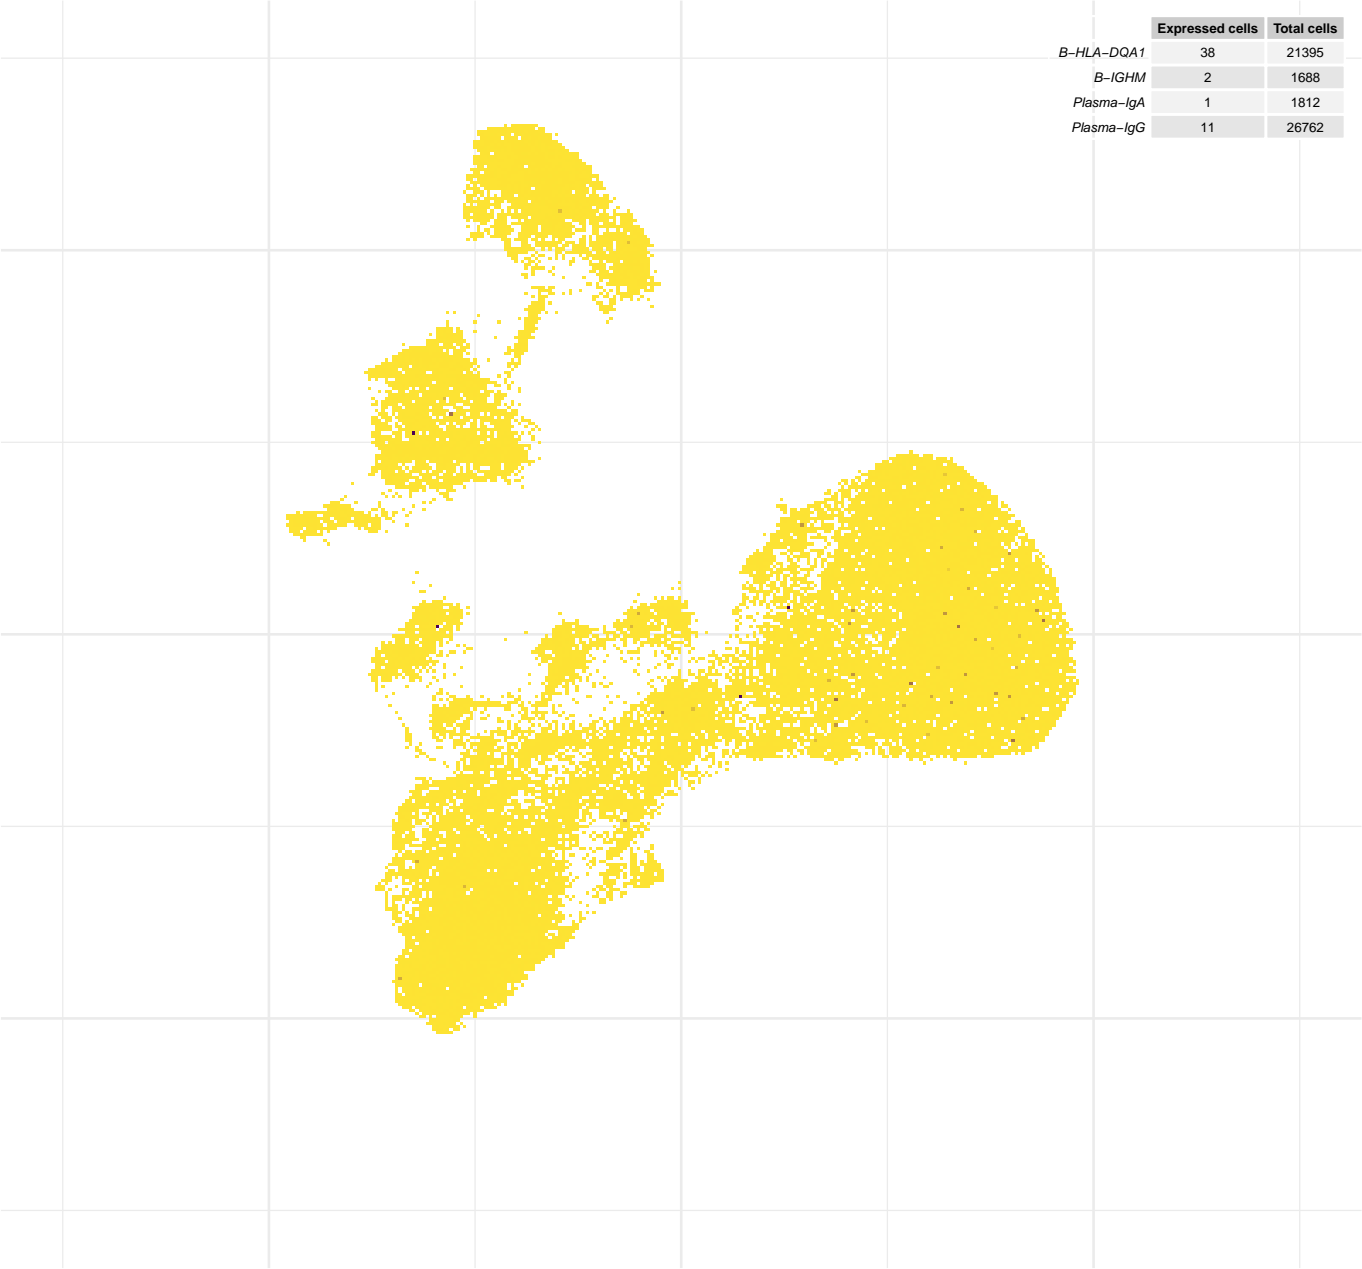 Expressed cells Total cells
B−HLA−DQA1 38 21395
B−IGHM 2 1688
Plasma−IgA 1 1812
Plasma−IgG 11 26762